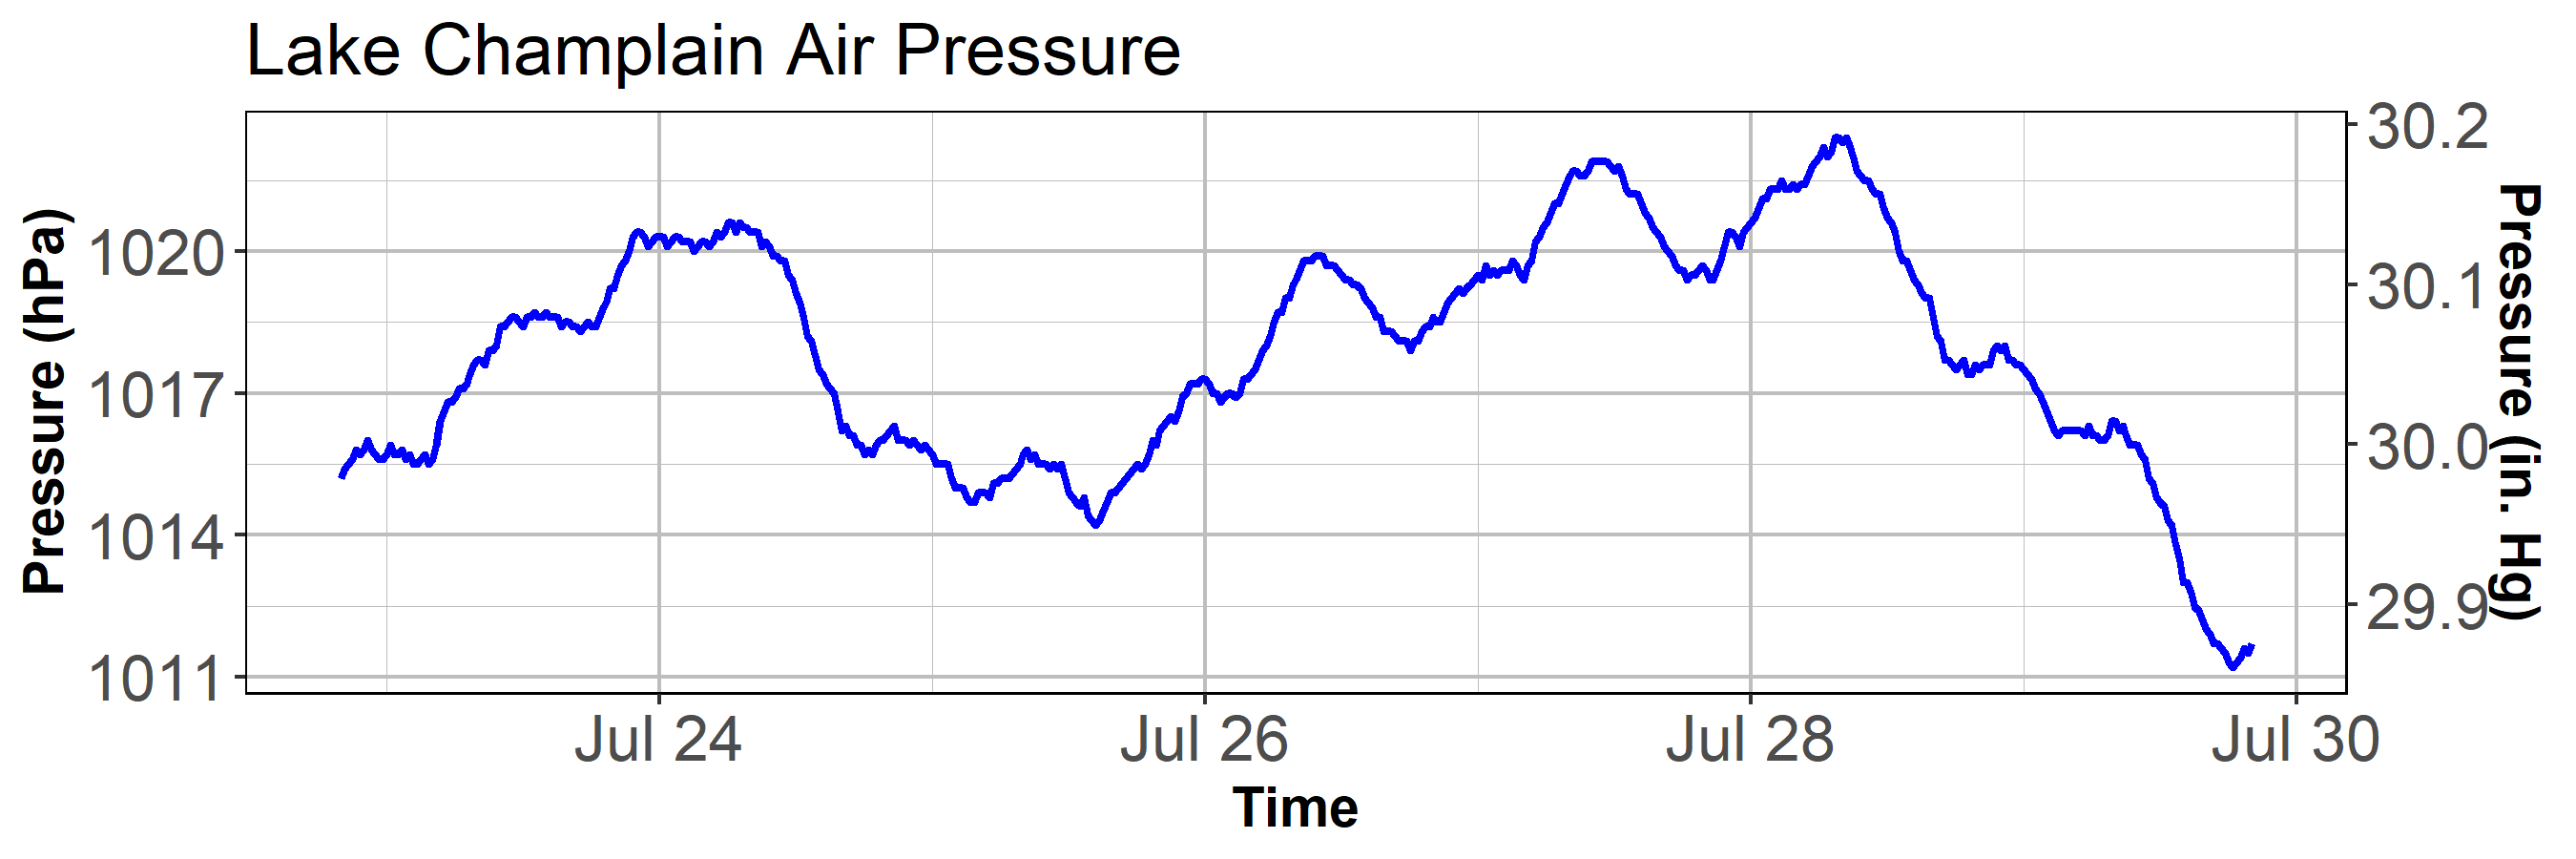 Lake Champlain Air Pressure
Pressure (hPa)
1020
1017
1014
1011
30.2
30.1
30.0
29.9
Pressure (in. Hg)
Jul 24
Jul 26
Jul 28
Jul 30
Time